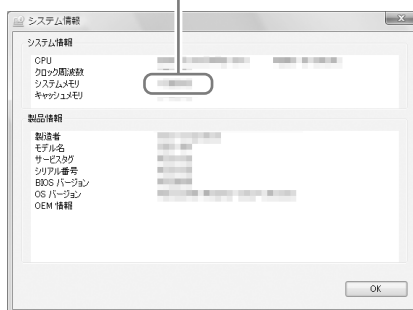 システム情報
システム情報
CPU
クロック周波数
システムメモリ
キャッシュメモリ
製品情報
製造者
モデル名
サービスタグ
シリアル番号
BIOS バージョン
OS バージョン
OEM 情報
OK